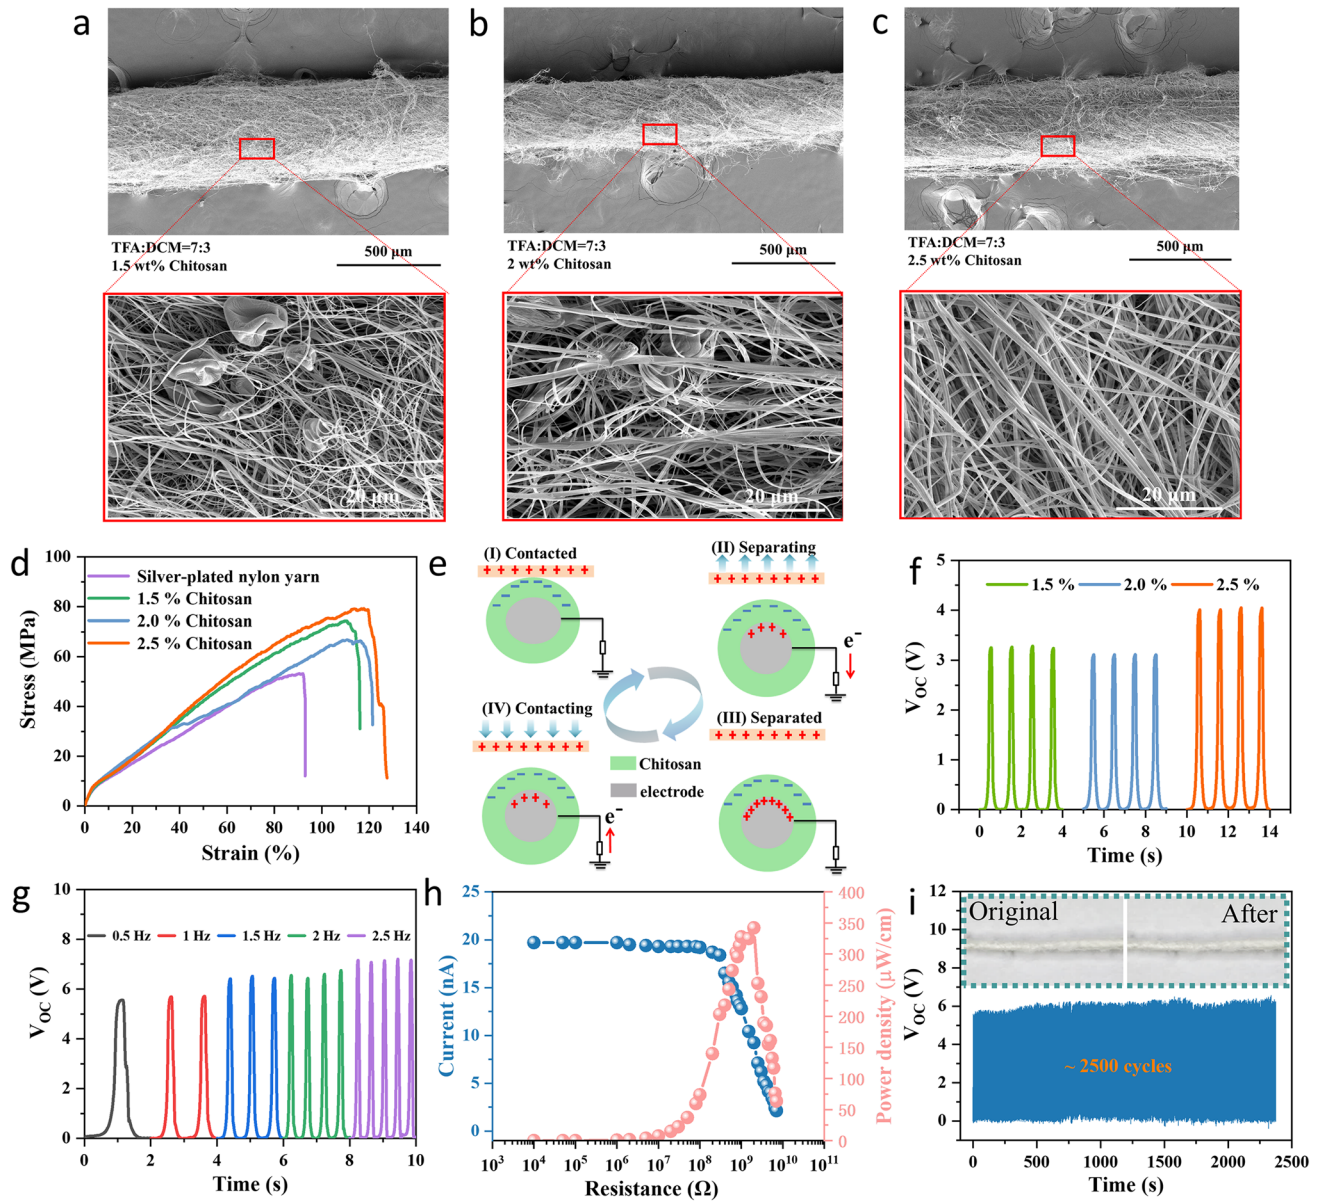 a
b
c
TFA:DCM=7:3
1.5 wt% Chitosan
500 μm
TFA:DCM=7:3
2 wt% Chitosan
500 μm
TFA:DCM=7:3
2.5 wt% Chitosan
500 μm
20 μm
20 μm
20 μm
d
100
80
60
40
20
0
Stress (MPa)
Silver-plated nylon yarn
1.5 % Chitosan
2.0 % Chitosan
2.5 % Chitosan
0 20 40 60 80 100 120 140
Strain (%)
e
(I) Contacted
(II) Separating
e⁻
(IV) Contacting
(III) Separated
Chitosan
electrode
e⁻
f
5
4
3
2
1
0
VOC (V)
1.5 % 2.0 % 2.5 %
0 2 4 6 8 10 12 14
Time (s)
g
10
8
6
4
2
0
VOC (V)
0.5 Hz 1 Hz 1.5 Hz 2 Hz 2.5 Hz
0 2 4 6 8 10
Time (s)
h
25
20
15
10
5
0
Current (nA)
400
350
300
250
200
150
100
50
0
Power density (μW/cm)
10³ 10⁴ 10⁵ 10⁶ 10⁷ 10⁸ 10⁹ 10¹⁰ 10¹¹
Resistance (Ω)
i
12
10
8
6
4
2
0
VOC (V)
Original
After
~ 2500 cycles
0 500 1000 1500 2000 2500
Time (s)